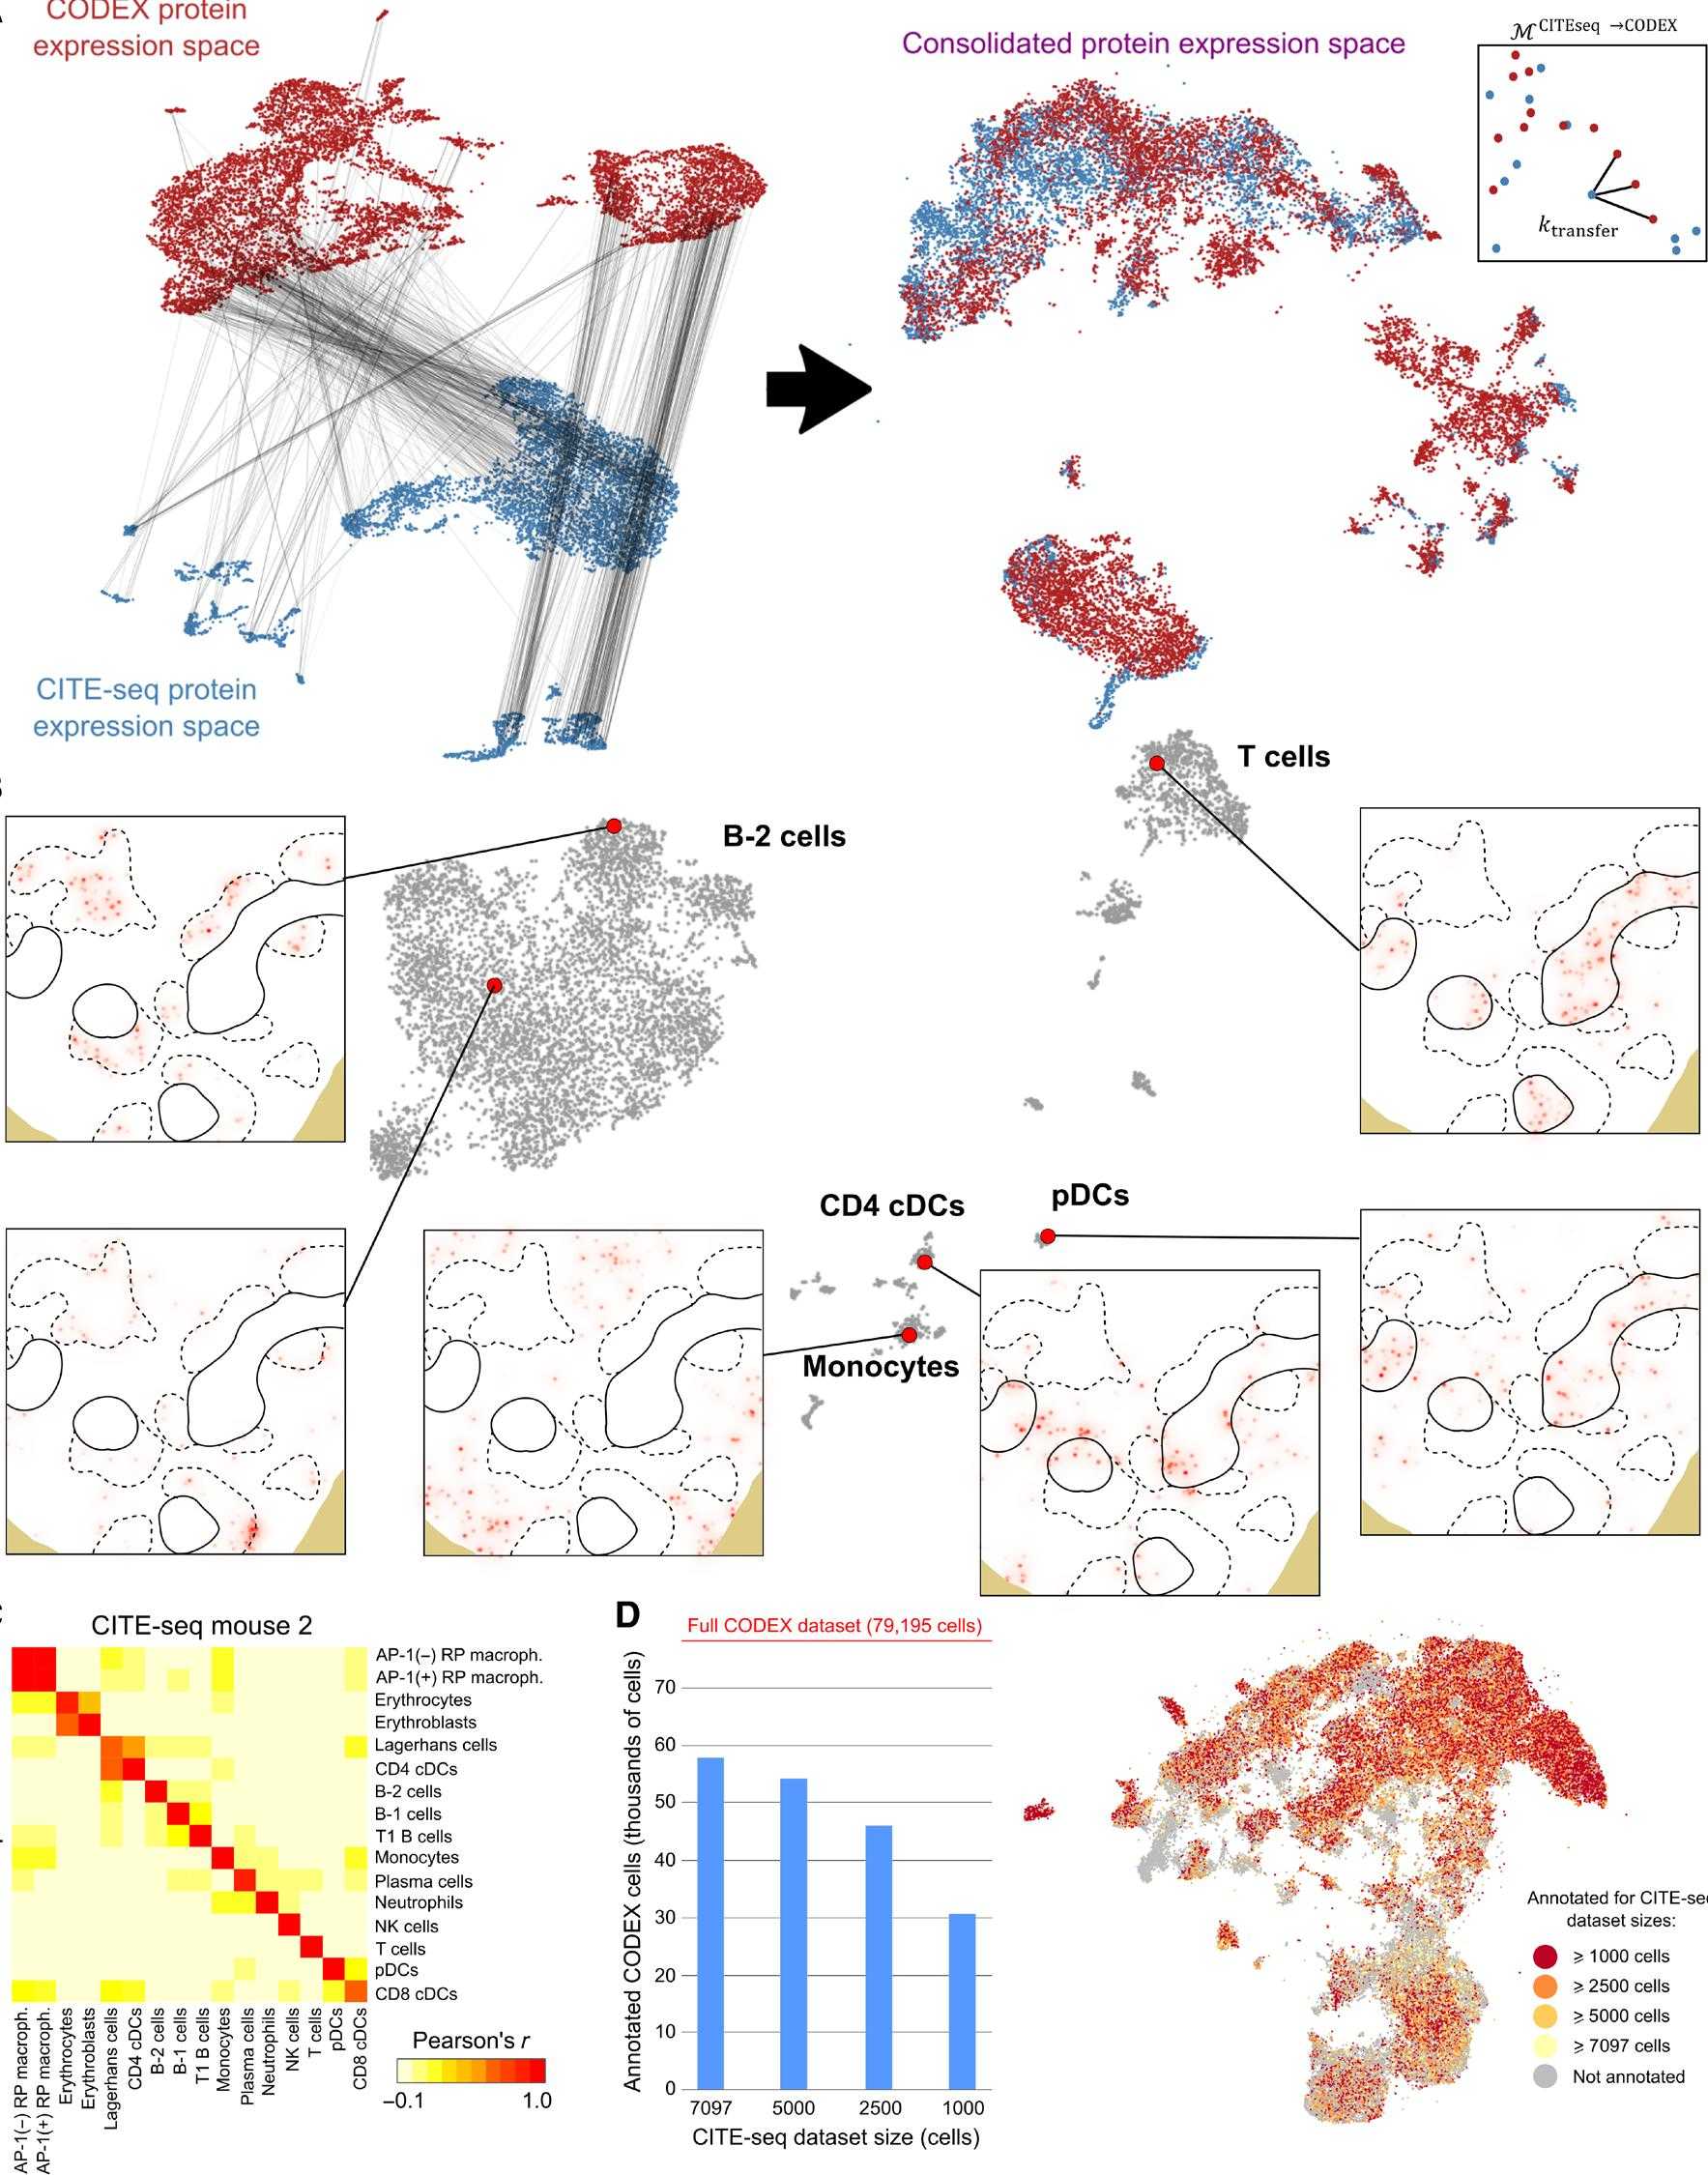 CODEX protein
expression space
Consolidated protein expression space
ℳ CITEseq →CODEX
k transfer
CITE-seq protein
expression space
T cells
B-2 cells
CD4 cDCs
pDCs
Monocytes
CITE-seq mouse 2
AP-1(–) RP macroph.
AP-1(+) RP macroph.
Erythrocytes
Erythroblasts
Lagerhans cells
CD4 cDCs
B-2 cells
B-1 cells
T1 B cells
Monocytes
Plasma cells
Neutrophils
NK cells
T cells
pDCs
CD8 cDCs
AP-1(–) RP macroph.
AP-1(+) RP macroph.
Erythrocytes
Erythroblasts
Lagerhans cells
CD4 cDCs
B-2 cells
B-1 cells
T1 B cells
Monocytes
Plasma cells
Neutrophils
NK cells
T cells
pDCs
CD8 cDCs
Pearson's r
–0.1 1.0
D
Full CODEX dataset (79,195 cells)
Annotated CODEX cells (thousands of cells)
70
60
50
40
30
20
10
0
7097 5000 2500 1000
CITE-seq dataset size (cells)
Annotated for CITE-seq
dataset sizes:
⩾ 1000 cells
⩾ 2500 cells
⩾ 5000 cells
⩾ 7097 cells
Not annotated